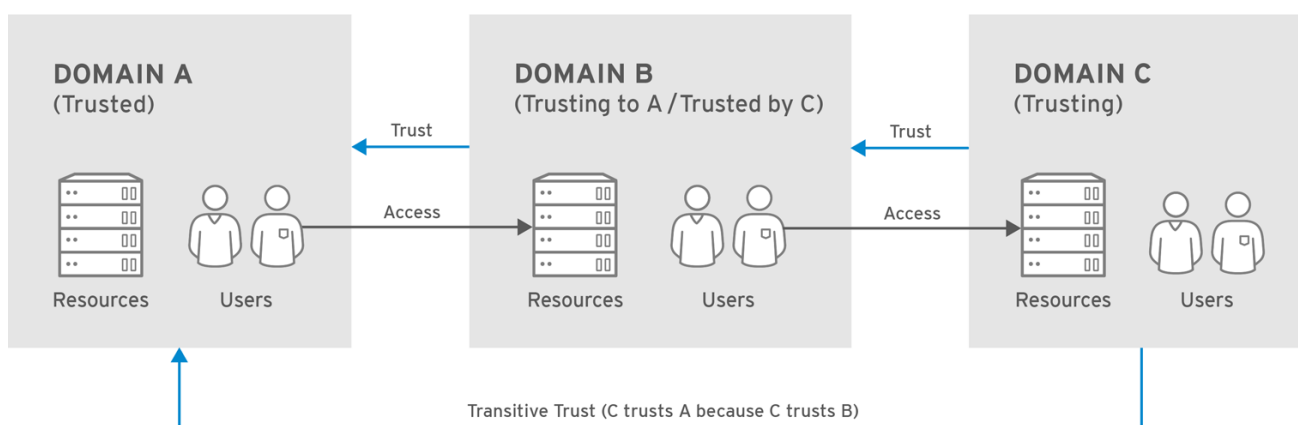 DOMAIN A
(Trusted)
DOMAIN B
(Trusting to A / Trusted by C)
DOMAIN C
(Trusting)
Trust
Trust
Access
Access
Resources
Users
Resources
Users
Resources
Users
Transitive Trust (C trusts A because C trusts B)